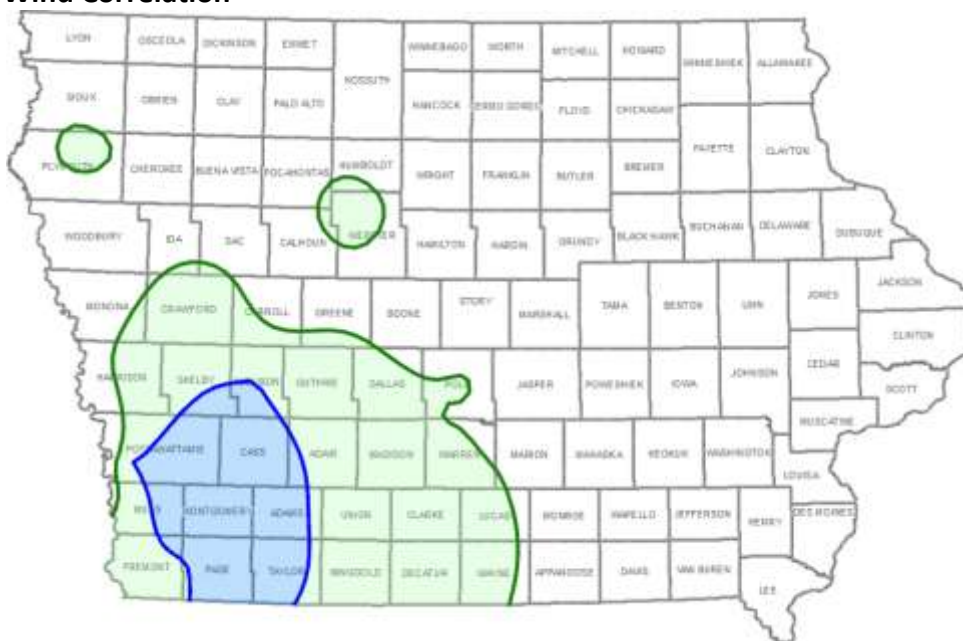 Wind Correlation
LYON OSCEOLA DICKINSON EMMET WINNEBAGO WORTH MITCHELL HOWARD WINNESHIEK ALLAMAKEE
KOSSUTH
SIOUX OBRIEN CLAY PALO ALTO HANCOCK CERRO GORDO FLOYD CHICKASAW
PLYMOUTH CHEROKEE BUENA VISTA POCAHONTAS HUMBOLDT WRIGHT FRANKLIN BUTLER BREMER FAYETTE CLAYTON
WOODBURY IDA SAC CALHOUN WEBSTER HAMILTON HARDIN GRUNDY BLACK HAWK BUCHANAN DELAWARE DUBUQUE
MONONA CRAWFORD CARROLL GREENE BOONE STORY MARSHALL TAMA BENTON LINN JONES JACKSON
CLINTON
HARRISON SHELBY GUTHRIE DALLAS POLK JASPER POWESHIEK IOWA JOHNSON CEDAR SCOTT
MUSCATINE
POTTAWATTAMIE CASS ADAIR MADISON WARREN MARION MAHASKA KEOKUK WASHINGTON LOUISA
MILLS MONTGOMERY ADAMS UNION CLARKE LUCAS MONROE WAPELLO JEFFERSON HENRY DES MOINES
FREMONT PAGE TAYLOR RINGGOLD DECATUR WAYNE APPANOOSE DAVIS VAN BUREN LEE